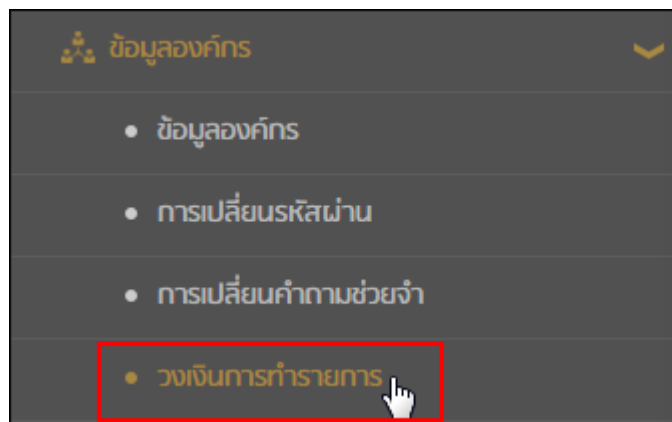 ข้อมูลองค์กร
ข้อมูลองค์กร
การเปลี่ยนรหัสผ่าน
การเปลี่ยนคำถามช่วยจำ
วงเงินการทำรายการ